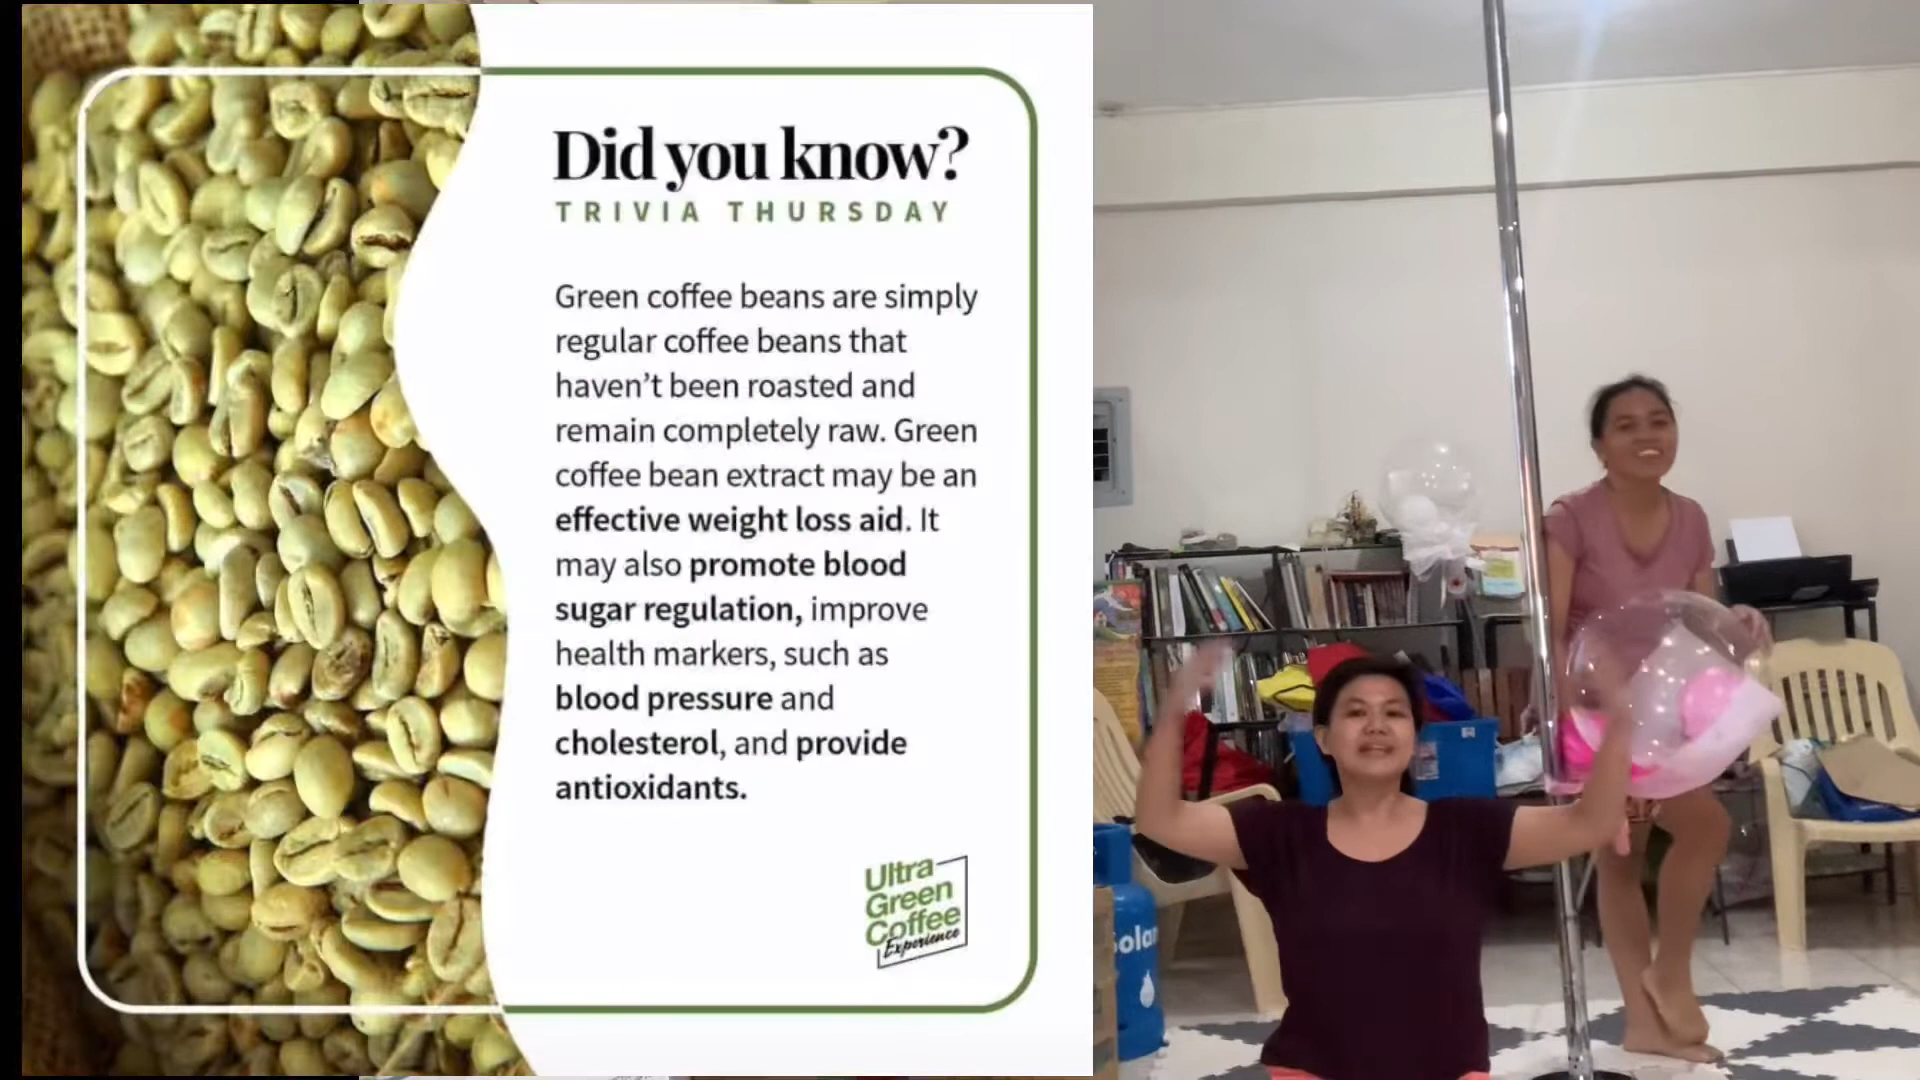 Did you know?
TRIVIA THURSDAY
Green coffee beans are simply
regular coffee beans that
haven't been roasted and
remain completely raw. Green
coffee bean extract may be an
effective weight loss aid. It
may also promote blood
sugar regulation, improve
health markers, such as
blood pressure and
cholesterol, and provide
antioxidants.
Ultra
Green
Coffee
Experience